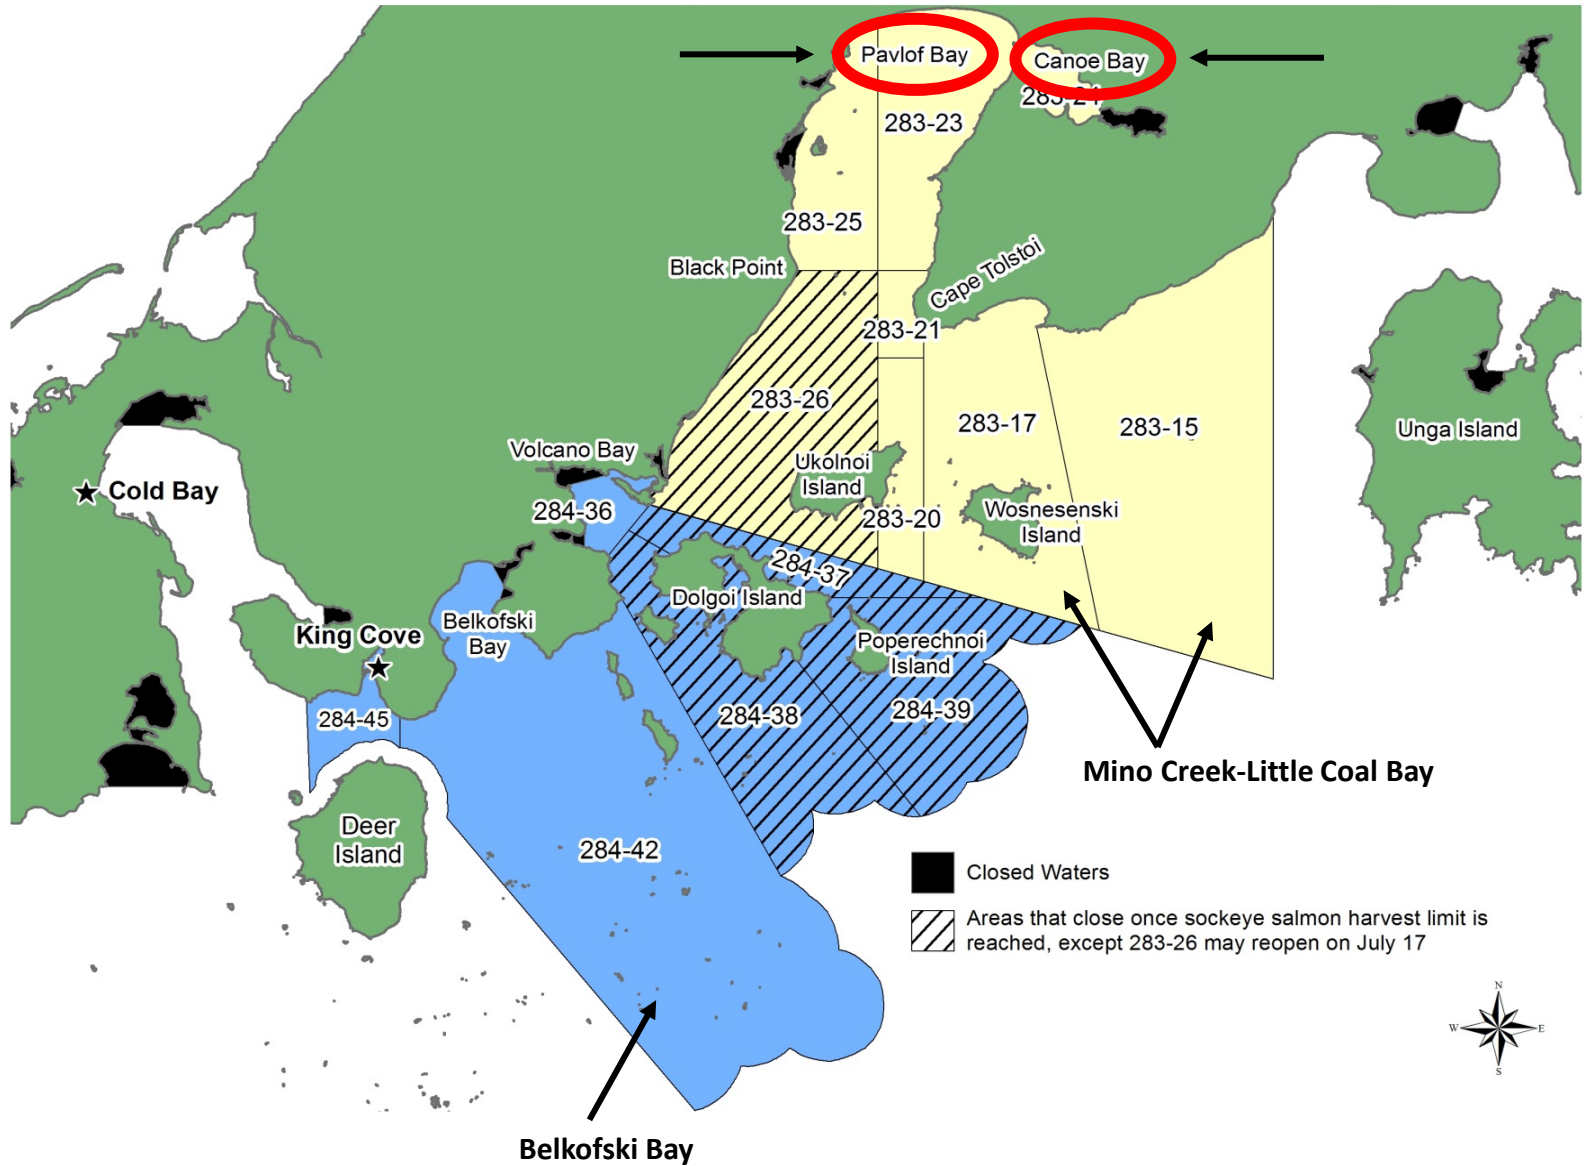 Pavlof Bay
Canoe Bay
283-24
283-23
283-25
Black Point
Cape Tolstoi
283-21
283-26
283-17
283-15
Unga Island
Volcano Bay
Ukolnoi
Island
Cold Bay
284-36
283-20
Wosnesenski
Island
284-37
Dolgoi Island
Belkofski
Bay
King Cove
Poperechnoi
Island
284-45
284-38
284-39
Mino Creek-Little Coal Bay
Deer
Island
284-42
Closed Waters
Areas that close once sockeye salmon harvest limit is
reached, except 283-26 may reopen on July 17
N
W
E
S
Belkofski Bay